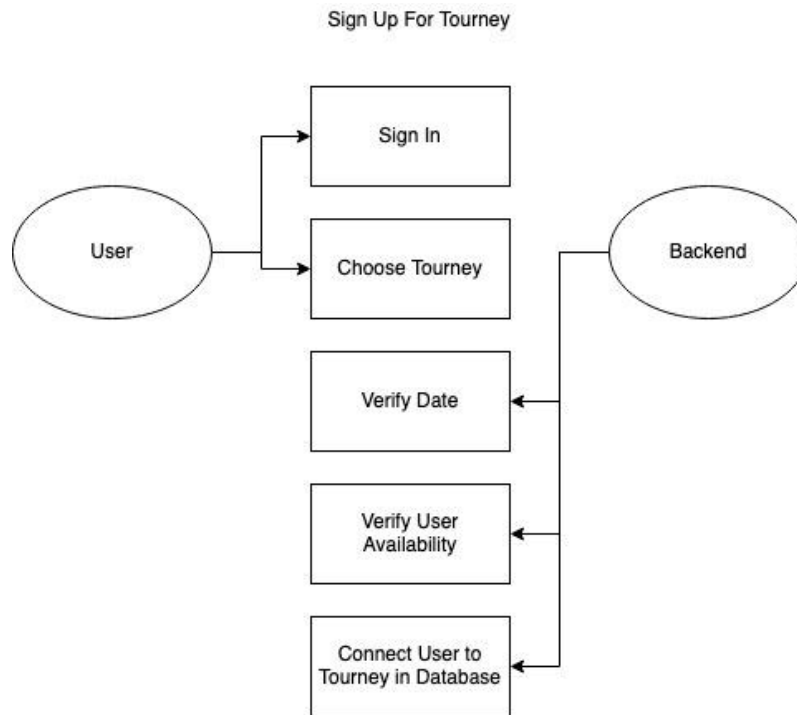 Sign Up For Tourney
Sign In
User
Backend
Choose Tourney
Verify Date
Verify User
Availability
Connect User to
Tourney in Database